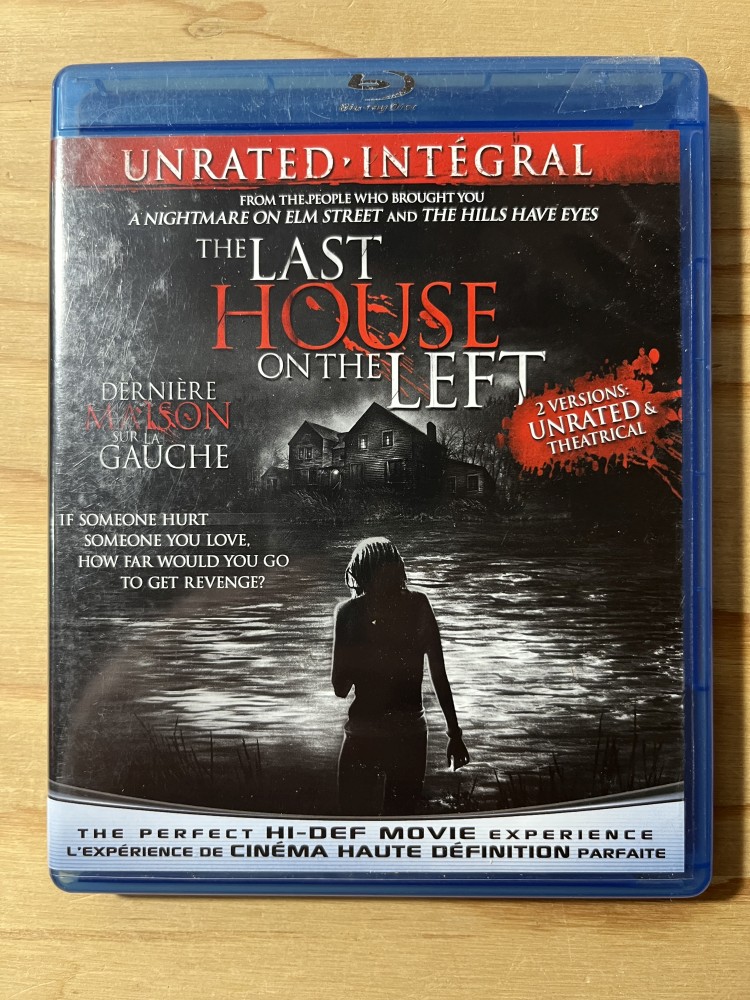 Blu-ray Disc
UNRATED · INTÉGRAL
FROM THE PEOPLE WHO BROUGHT YOU
A NIGHTMARE ON ELM STREET AND THE HILLS HAVE EYES
THE LAST
HOUSE
ON THE LEFT
DERNIÈRE
MAISON
SUR LA
GAUCHE
2 VERSIONS:
UNRATED &
THEATRICAL
IF SOMEONE HURT
SOMEONE YOU LOVE,
HOW FAR WOULD YOU GO
TO GET REVENGE?
THE PERFECT HI-DEF MOVIE EXPERIENCE
L'EXPÉRIENCE DE CINÉMA HAUTE DÉFINITION PARFAITE